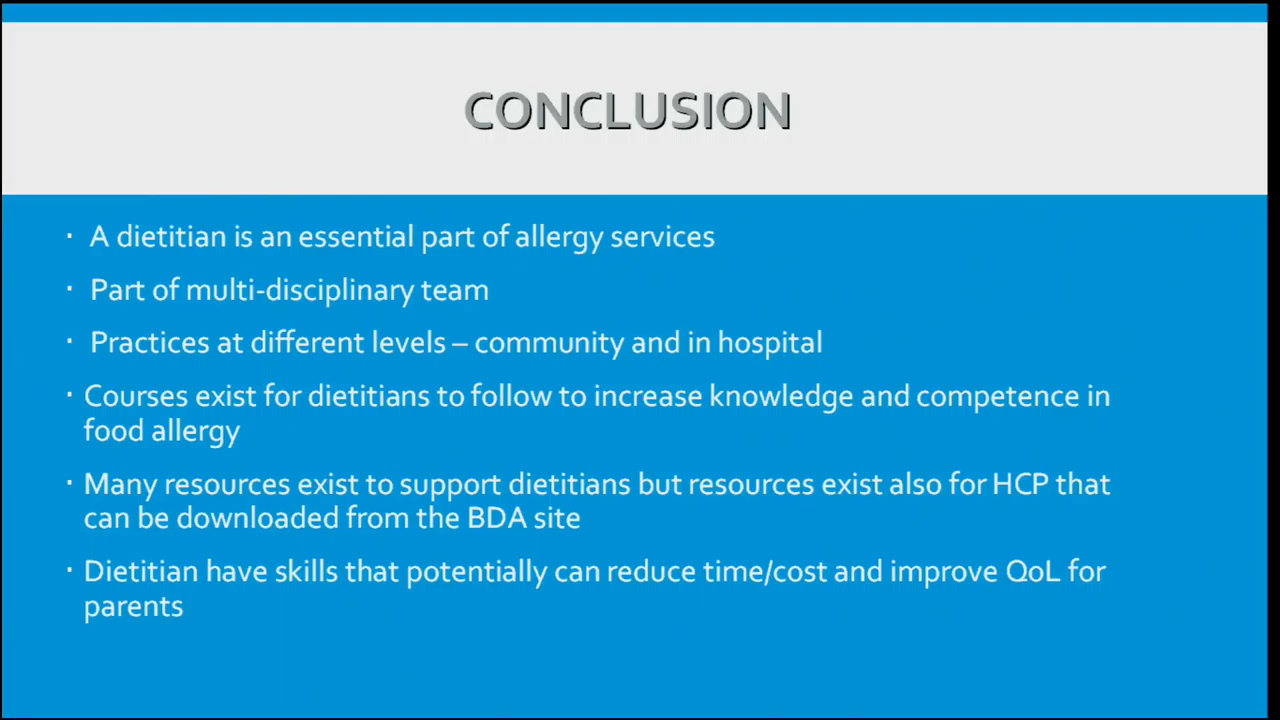 CONCLUSION
· A dietitian is an essential part of allergy services
· Part of multi-disciplinary team
· Practices at different levels – community and in hospital
· Courses exist for dietitians to follow to increase knowledge and competence in
food allergy
· Many resources exist to support dietitians but resources exist also for HCP that
can be downloaded from the BDA site
· Dietitian have skills that potentially can reduce time/cost and improve QoL for
parents